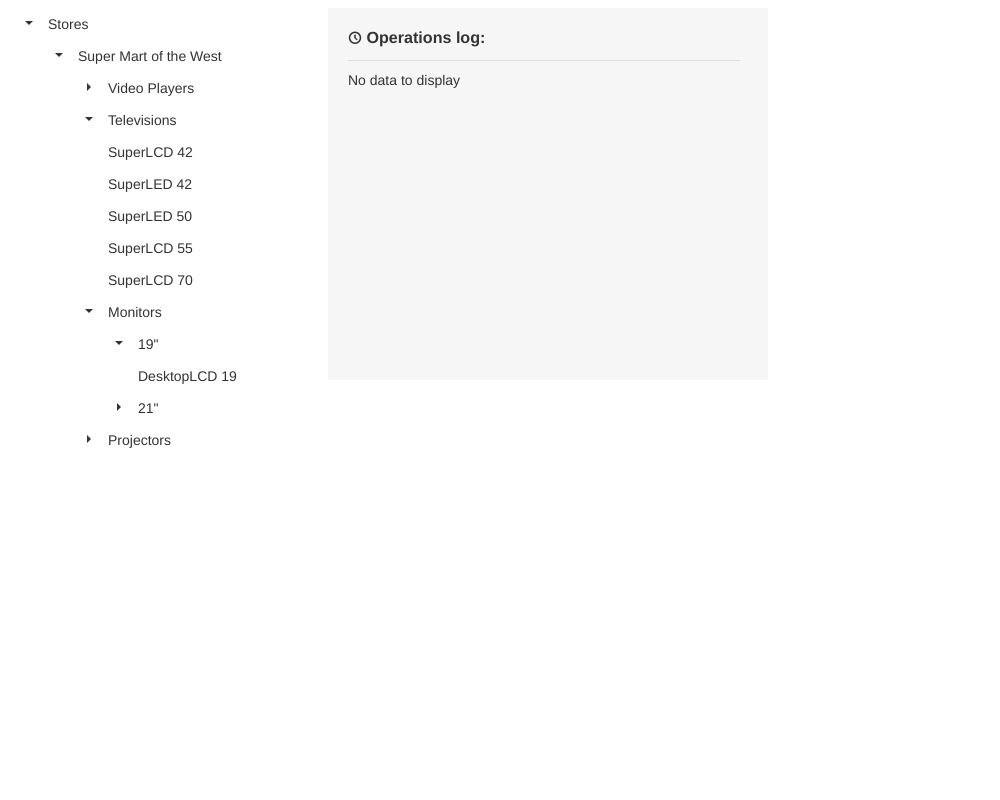 Stores
Super Mart of the West
Video Players
Televisions
SuperLCD 42
SuperLED 42
SuperLED 50
SuperLCD 55
SuperLCD 70
Monitors
19"
DesktopLCD 19
21"
Projectors
Operations log:
No data to display